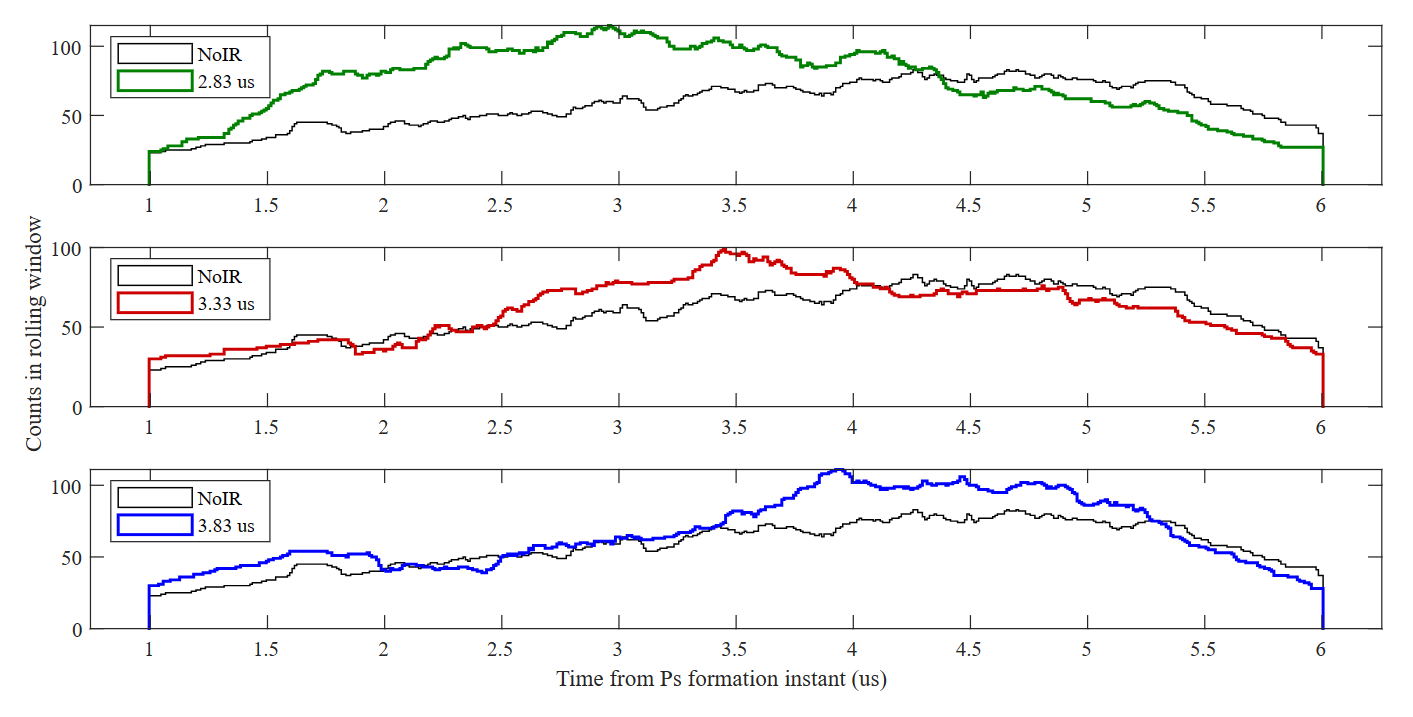 100
50
0
NoIR
2.83 us
1 1.5 2 2.5 3 3.5 4 4.5 5 5.5 6
Counts in rolling window
100
50
0
NoIR
3.33 us
1 1.5 2 2.5 3 3.5 4 4.5 5 5.5 6
100
50
0
NoIR
3.83 us
1 1.5 2 2.5 3 3.5 4 4.5 5 5.5 6
Time from Ps formation instant (us)